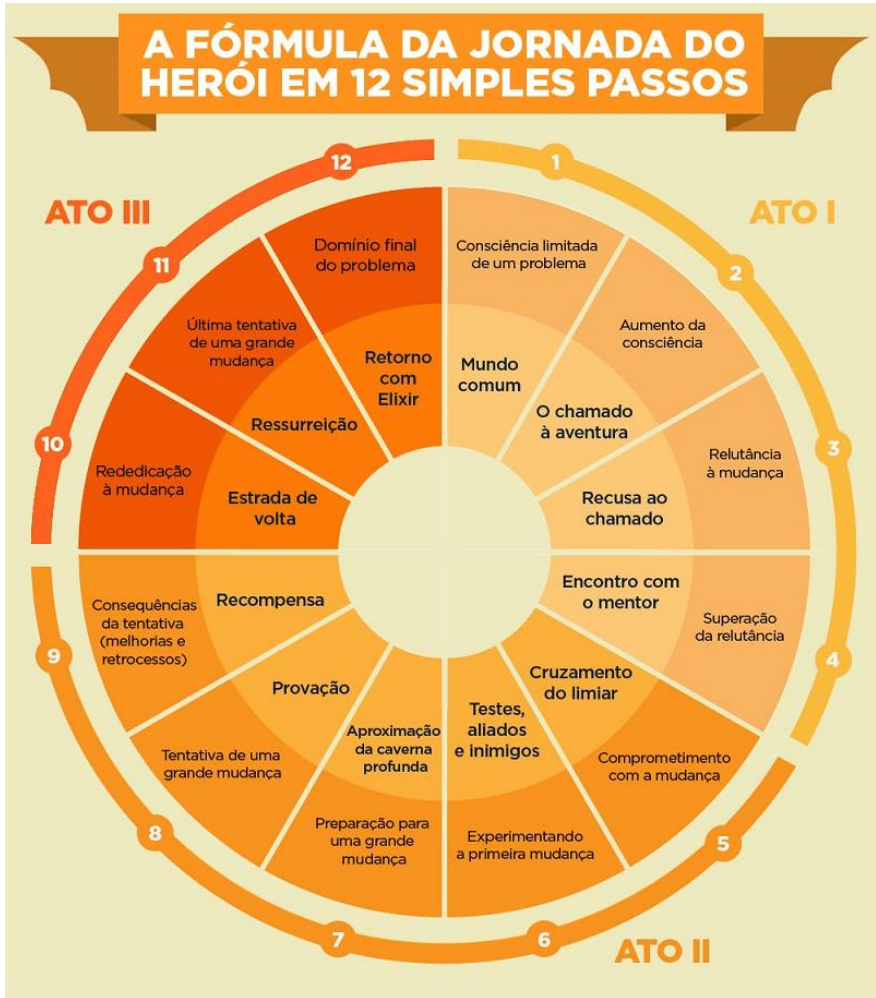 A FÓRMULA DA JORNADA DO
HERÓI EM 12 SIMPLES PASSOS
ATO I
1
Consciência limitada
de um problema
Mundo
comum
2
Aumento da
consciência
O chamado
à aventura
3
Relutância
à mudança
Recusa ao
chamado
4
Superação
da relutância
Encontro com
o mentor
ATO II
5
Comprometimento
com a mudança
Cruzamento
do limiar
6
Experimentando
a primeira mudança
Testes,
aliados
e inimigos
7
Preparação para
uma grande
mudança
Aproximação
da caverna
profunda
8
Tentativa de uma
grande mudança
Provação
9
Consequências
da tentativa
(melhorias e
retrocessos)
Recompensa
ATO III
10
Rededicação
à mudança
Estrada de
volta
11
Última tentativa
de uma grande
mudança
Ressurreição
12
Domínio final
do problema
Retorno
com
Elixir